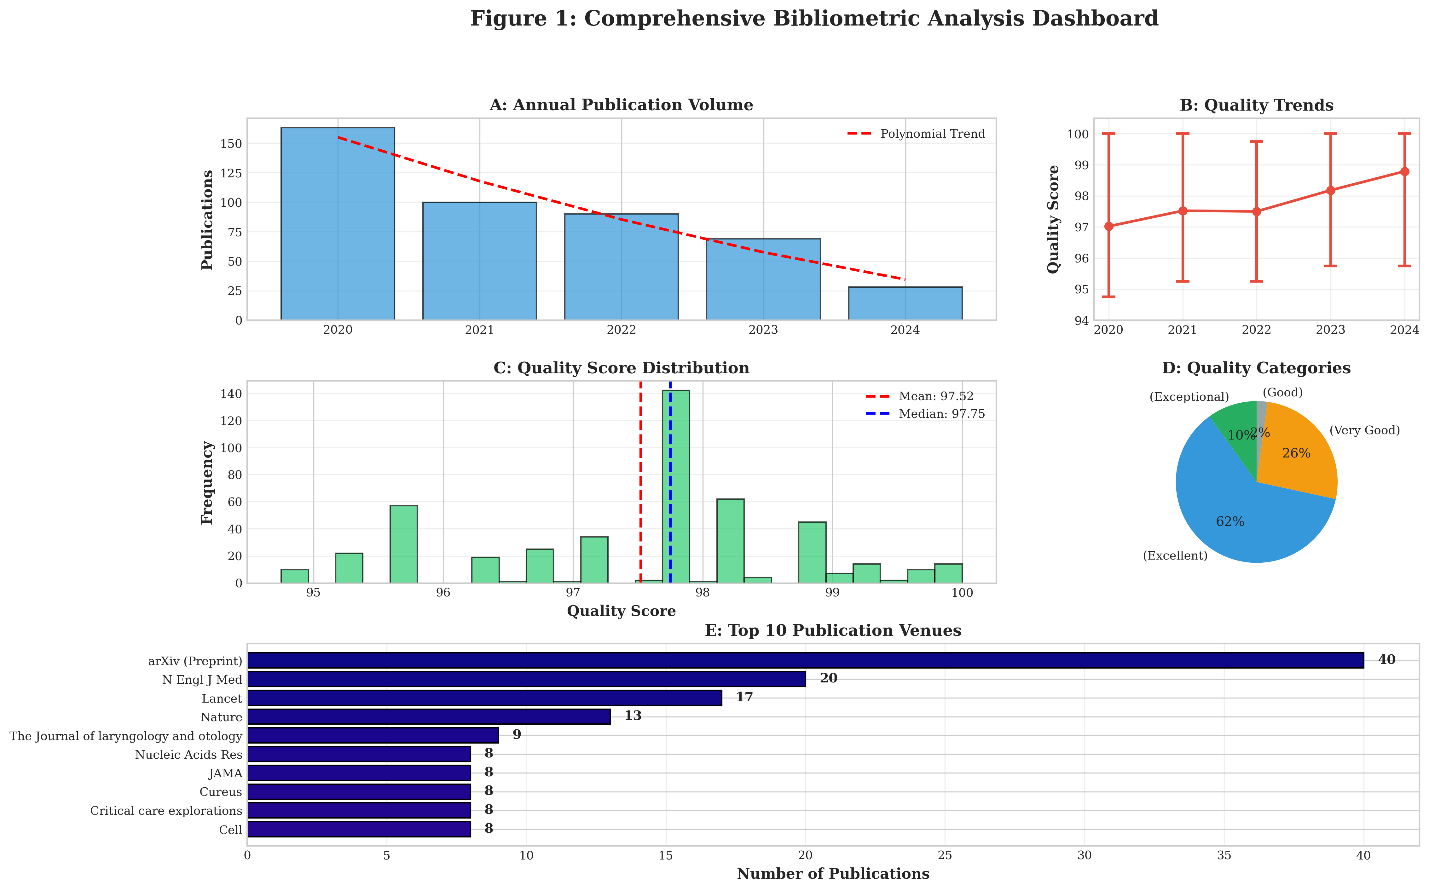 Figure 1: Comprehensive Bibliometric Analysis Dashboard
A: Annual Publication Volume
Publications
150
125
100
75
50
25
0
Polynomial Trend
2020 2021 2022 2023 2024
B: Quality Trends
Quality Score
100
99
98
97
96
95
94
2020 2021 2022 2023 2024
C: Quality Score Distribution
Frequency
140
120
100
80
60
40
20
0
Mean: 97.52
Median: 97.75
95 96 97 98 99 100
Quality Score
D: Quality Categories
(Exceptional)
(Good)
(Very Good)
(Excellent)
10%
2%
26%
62%
E: Top 10 Publication Venues
arXiv (Preprint) 40
N Engl J Med 20
Lancet 17
Nature 13
The Journal of laryngology and otology 9
Nucleic Acids Res 8
JAMA 8
Cureus 8
Critical care explorations 8
Cell 8
0 5 10 15 20 25 30 35 40
Number of Publications